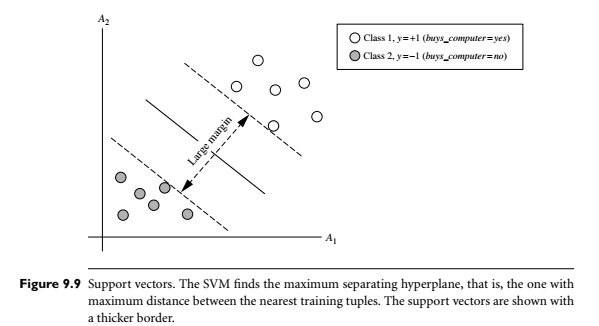 A2
Class 1, y=+1 (buys_computer=yes)
Class 2, y=−1 (buys_computer=no)
Large margin
A1
Figure 9.9 Support vectors. The SVM finds the maximum separating hyperplane, that is, the one with
maximum distance between the nearest training tuples. The support vectors are shown with
a thicker border.